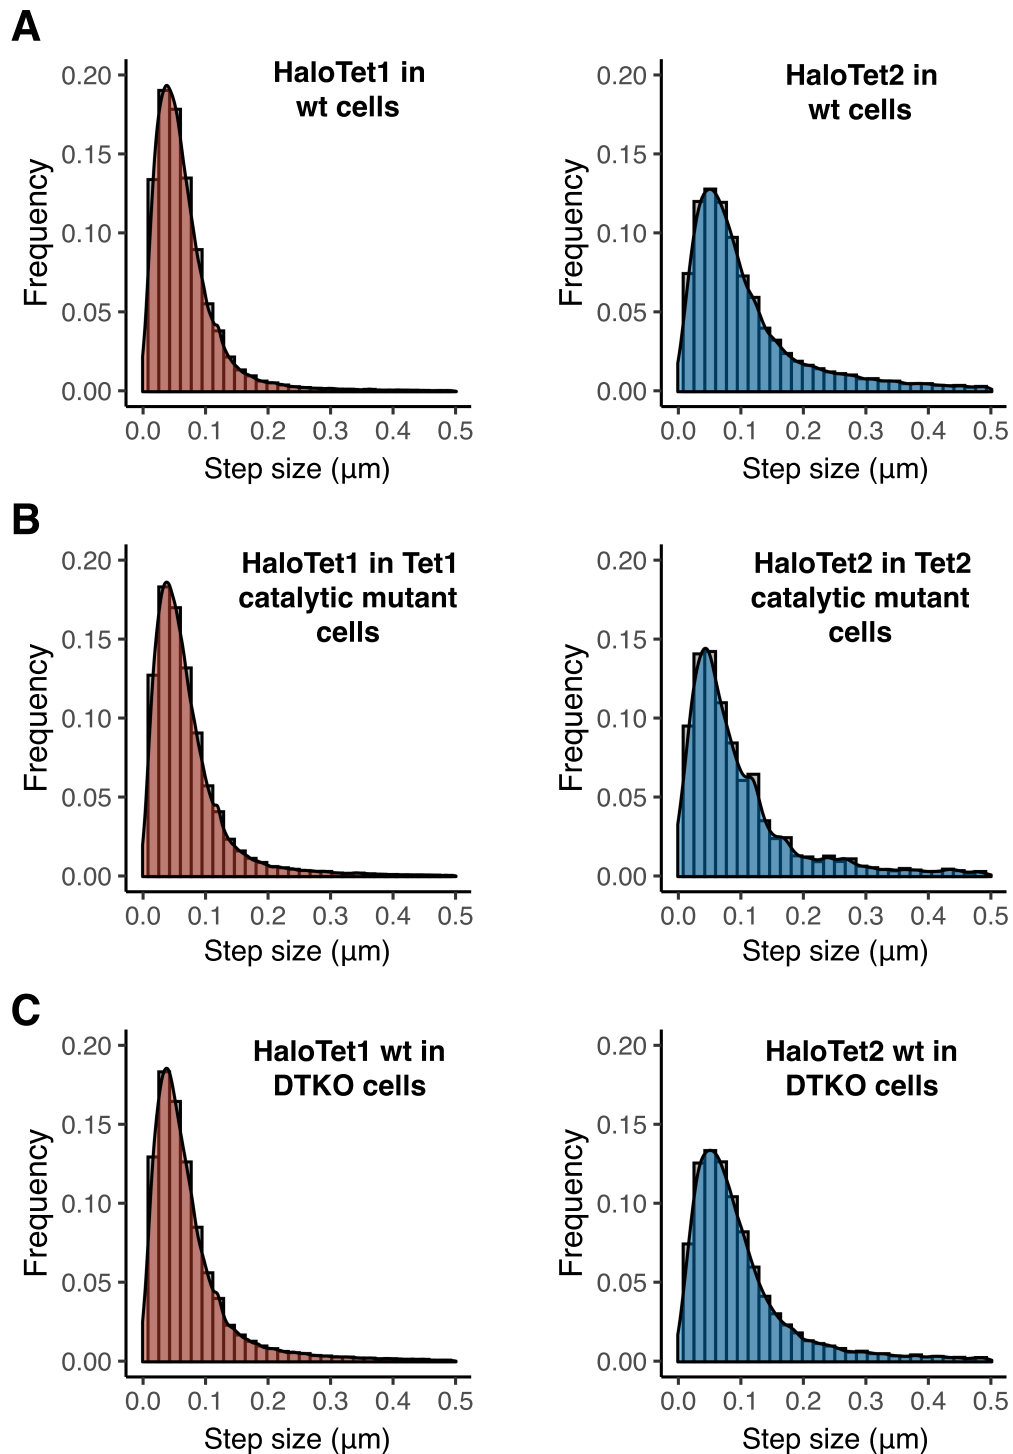 A
HaloTet1 in
wt cells
Frequency
0.20
0.15
0.10
0.05
0.00
0.0 0.1 0.2 0.3 0.4 0.5
Step size (µm)
HaloTet2 in
wt cells
Frequency
0.20
0.15
0.10
0.05
0.00
0.0 0.1 0.2 0.3 0.4 0.5
Step size (µm)
B
HaloTet1 in Tet1
catalytic mutant
cells
Frequency
0.20
0.15
0.10
0.05
0.00
0.0 0.1 0.2 0.3 0.4 0.5
Step size (µm)
HaloTet2 in Tet2
catalytic mutant
cells
Frequency
0.20
0.15
0.10
0.05
0.00
0.0 0.1 0.2 0.3 0.4 0.5
Step size (µm)
C
HaloTet1 wt in
DTKO cells
Frequency
0.20
0.15
0.10
0.05
0.00
0.0 0.1 0.2 0.3 0.4 0.5
Step size (µm)
HaloTet2 wt in
DTKO cells
Frequency
0.20
0.15
0.10
0.05
0.00
0.0 0.1 0.2 0.3 0.4 0.5
Step size (µm)